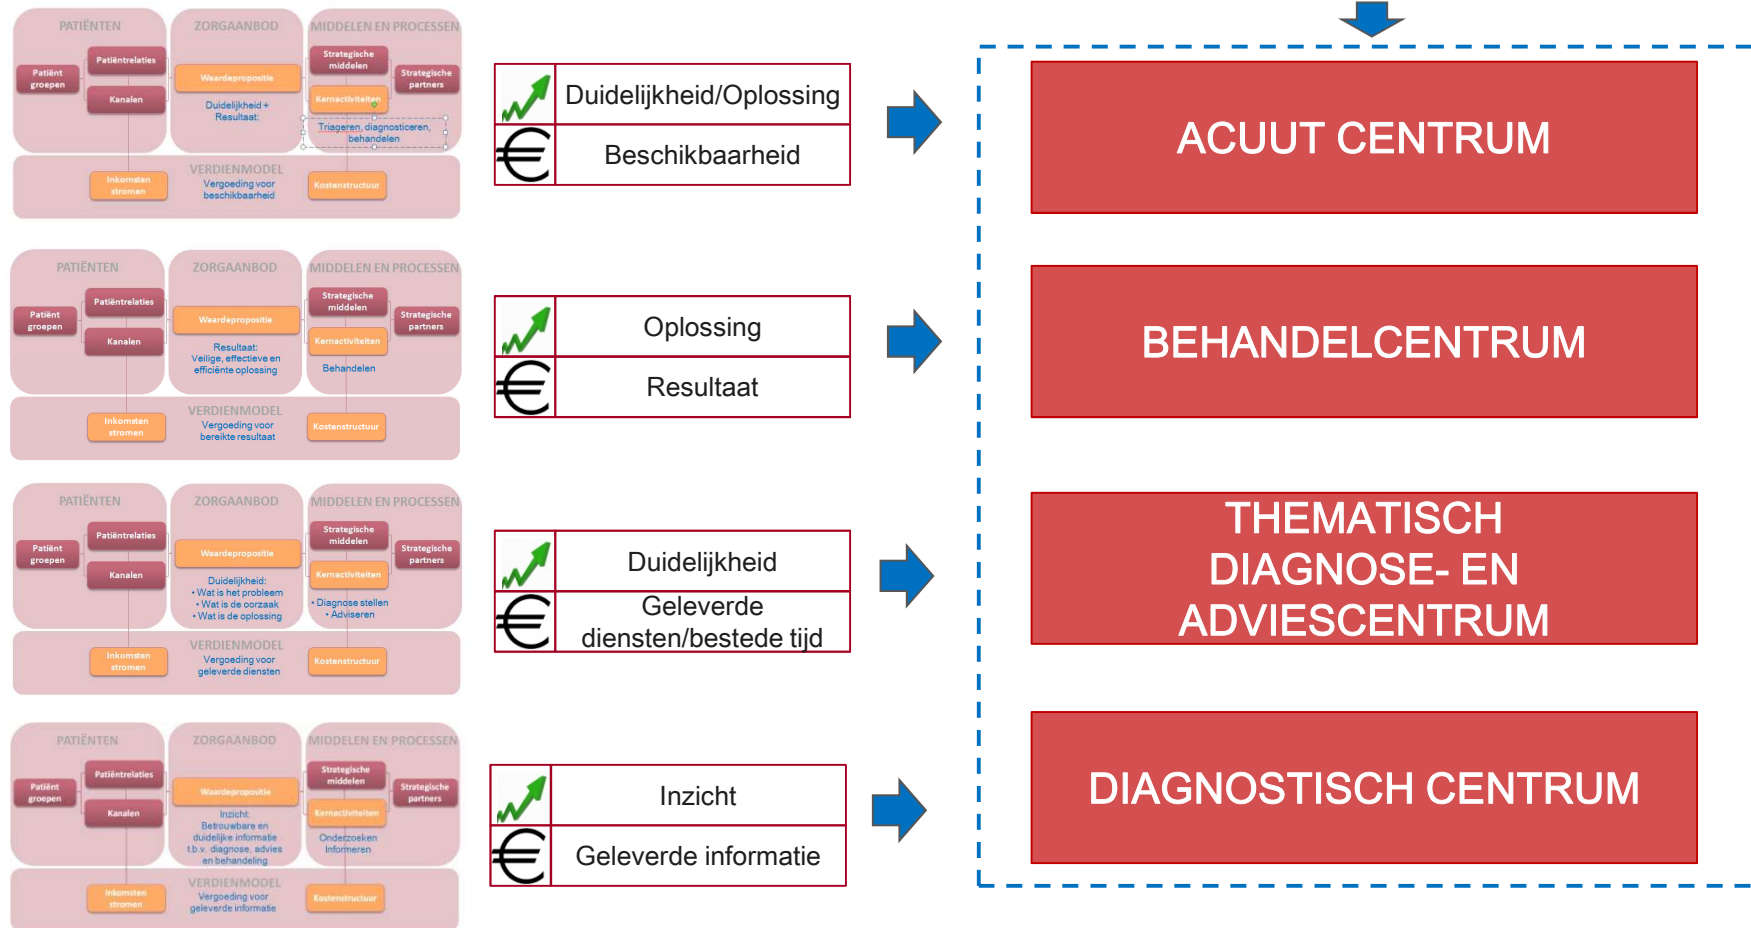 PATIËNTEN
ZORGAANBOD
MIDDELEN EN PROCESSEN
Patiënt
groepen
Patiëntrelaties
Kanalen
Waardepropositie
Duidelijkheid +
Resultaat:
Strategische
middelen
Kernactiviteiten
Strategische
partners
Triageren, diagnosticeren,
behandelen
VERDIENMODEL
Inkomsten
stromen
Vergoeding voor
beschikbaarheid
Kostenstructuur
Duidelijkheid/Oplossing
€
Beschikbaarheid
ACUUT CENTRUM
PATIËNTEN
ZORGAANBOD
MIDDELEN EN PROCESSEN
Patiënt
groepen
Patiëntrelaties
Kanalen
Waardepropositie
Resultaat:
Veilige, effectieve en
efficiënte oplossing
Strategische
middelen
Kernactiviteiten
Strategische
partners
Behandelen
VERDIENMODEL
Inkomsten
stromen
Vergoeding voor
bereikte resultaat
Kostenstructuur
Oplossing
€
Resultaat
BEHANDELCENTRUM
PATIËNTEN
ZORGAANBOD
MIDDELEN EN PROCESSEN
Patiënt
groepen
Patiëntrelaties
Kanalen
Waardepropositie
Duidelijkheid:
• Wat is het probleem
• Wat is de oorzaak
• Wat is de oplossing
Strategische
middelen
Kernactiviteiten
Strategische
partners
• Diagnose stellen
• Adviseren
VERDIENMODEL
Inkomsten
stromen
Vergoeding voor
geleverde diensten
Kostenstructuur
Duidelijkheid
€
Geleverde
diensten/bestede tijd
THEMATISCH
DIAGNOSE- EN
ADVIESCENTRUM
PATIËNTEN
ZORGAANBOD
MIDDELEN EN PROCESSEN
Patiënt
groepen
Patiëntrelaties
Kanalen
Waardepropositie
Inzicht:
Betrouwbare en
duidelijke informatie
t.b.v. diagnose, advies
en behandeling
Strategische
middelen
Kernactiviteiten
Strategische
partners
Onderzoeken
Informeren
VERDIENMODEL
Inkomsten
stromen
Vergoeding voor
geleverde informatie
Kostenstructuur
Inzicht
€
Geleverde informatie
DIAGNOSTISCH CENTRUM